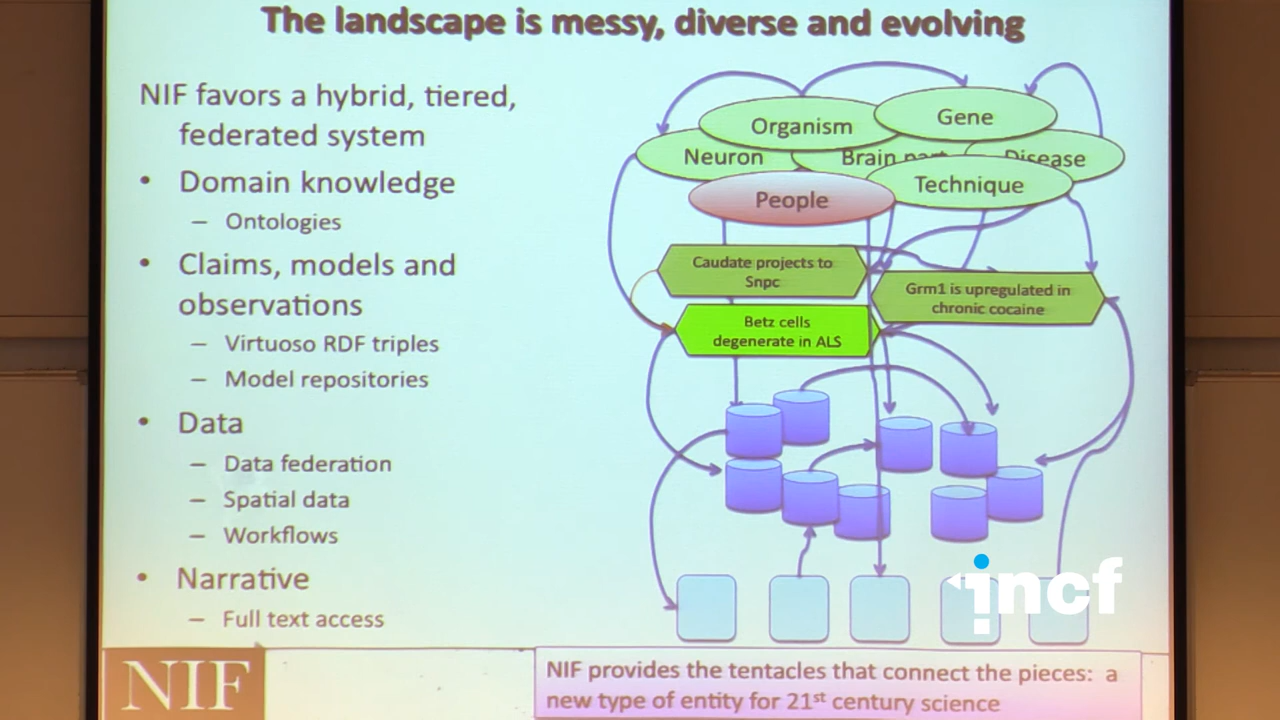 The landscape is messy, diverse and evolving
NIF favors a hybrid, tiered,
federated system
• Domain knowledge
– Ontologies
• Claims, models and
observations
– Virtuoso RDF triples
– Model repositories
• Data
– Data federation
– Spatial data
– Workflows
• Narrative
– Full text access
Organism
Gene
Neuron
Brain part
Disease
Technique
People
Caudate projects to
Snpc
Grm1 is upregulated in
chronic cocaine
Betz cells
degenerate in ALS
incf
NIF
NIF provides the tentacles that connect the pieces: a
new type of entity for 21st century science